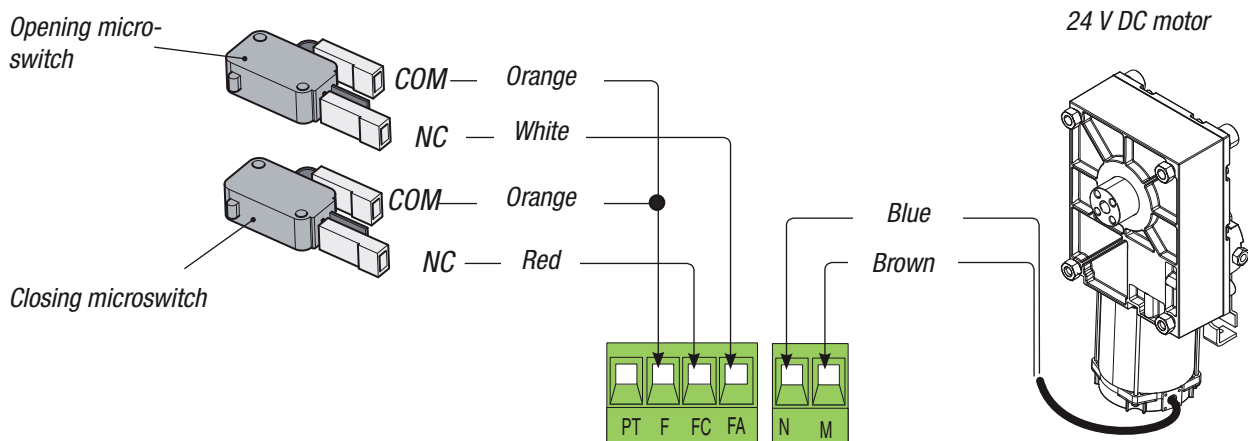 Opening micro-
switch
24 V DC motor
COM
Orange
NC
White
COM
Orange
NC
Red
Blue
Brown
Closing microswitch
PT F FC FA
N M